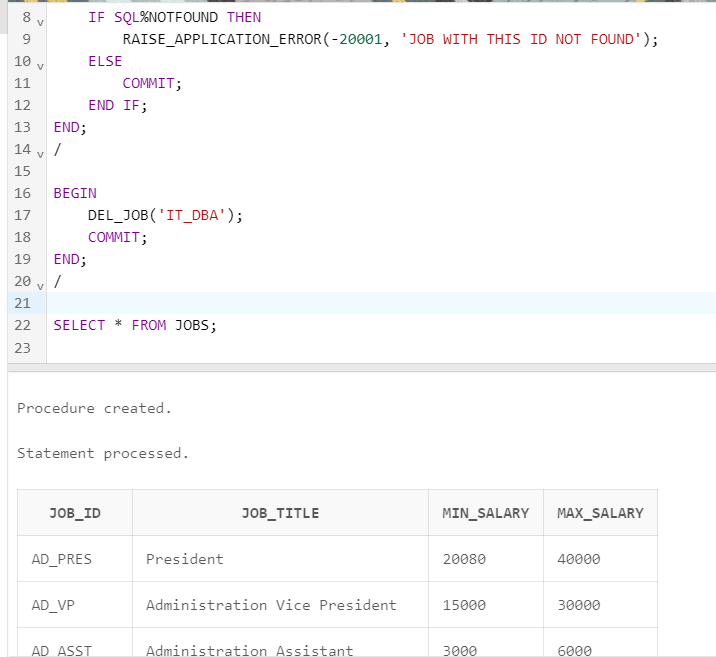 8 IF SQL%NOTFOUND THEN
9 RAISE_APPLICATION_ERROR(-20001, 'JOB WITH THIS ID NOT FOUND');
10 ELSE
11 COMMIT;
12 END IF;
13 END;
14 /
15
16 BEGIN
17 DEL_JOB('IT_DBA');
18 COMMIT;
19 END;
20 /
21
22 SELECT * FROM JOBS;
23
Procedure created.
Statement processed.
JOB_ID JOB_TITLE MIN_SALARY MAX_SALARY
AD_PRES President 20080 40000
AD_VP Administration Vice President 15000 30000
AD_ASST Administration Assistant 3000 6000